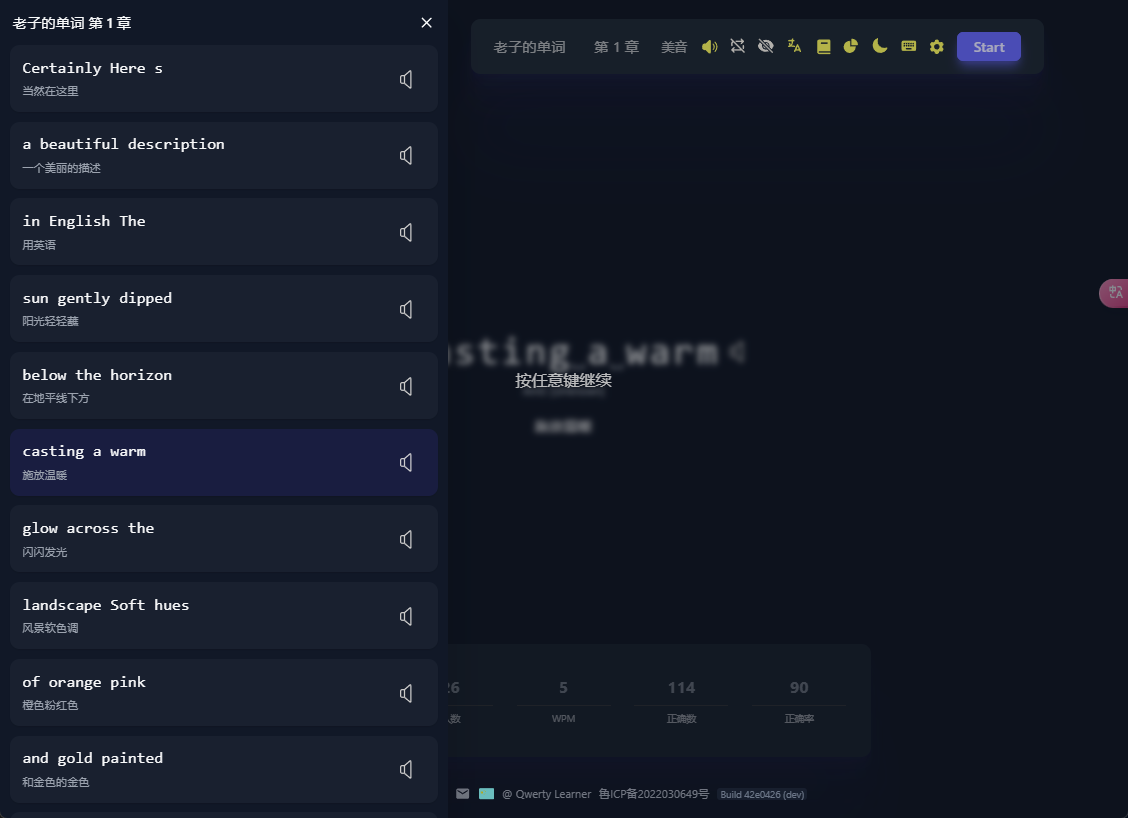 老子的单词 第 1 章
Certainly Here s
当然在这里
a beautiful description
一个美丽的描述
in English The
用英语
sun gently dipped
阳光轻轻蘸
below the horizon
在地平线下方
casting a warm
施放温暖
glow across the
闪闪发光
landscape Soft hues
风景软色调
of orange pink
橙色粉红色
and gold painted
和金色的金色
老子的单词 第 1 章 美音 Start
sting_a_warm
按任意键继续
26 5 114 90
数 WPM 正确数 正确率
@ Qwerty Learner 鲁ICP备2022030649号 Build 42e0426 (dev)